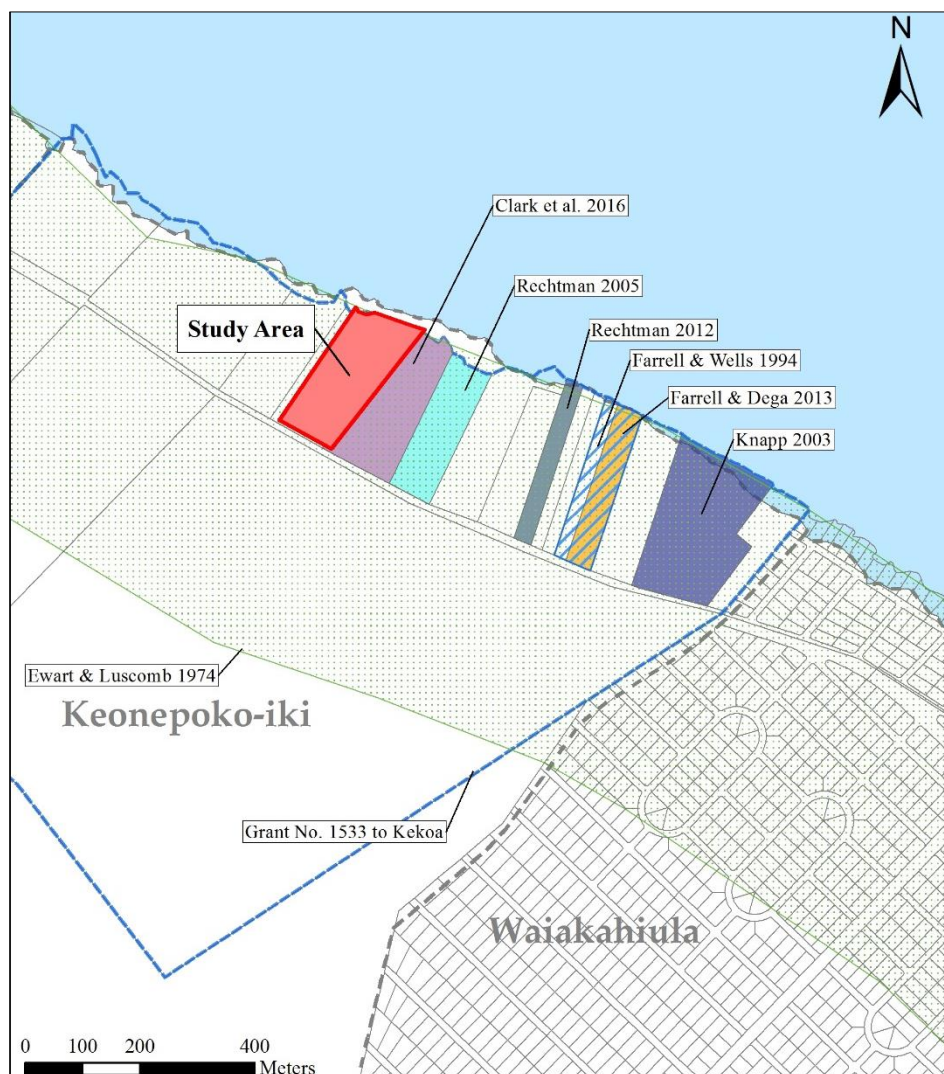 N
Clark et al. 2016
Rechtman 2005
Study Area
Rechtman 2012
Farrell & Wells 1994
Farrell & Dega 2013
Knapp 2003
Ewart & Luscomb 1974
Keonepoko-iki
Grant No. 1533 to Kekoa
Waiakahiula
0 100 200 400
Meters